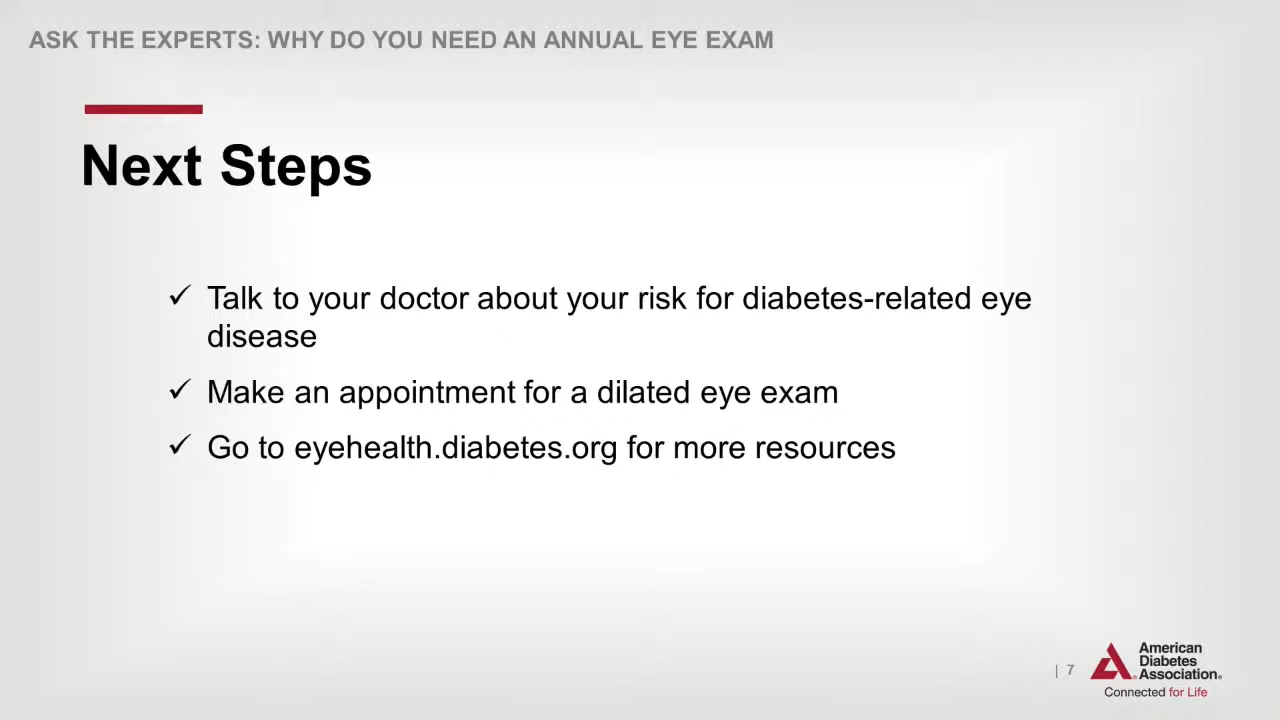 ASK THE EXPERTS: WHY DO YOU NEED AN ANNUAL EYE EXAM
Next Steps
✓ Talk to your doctor about your risk for diabetes-related eye
disease
✓ Make an appointment for a dilated eye exam
✓ Go to eyehealth.diabetes.org for more resources
| 7
American
Diabetes
Association®
Connected for Life